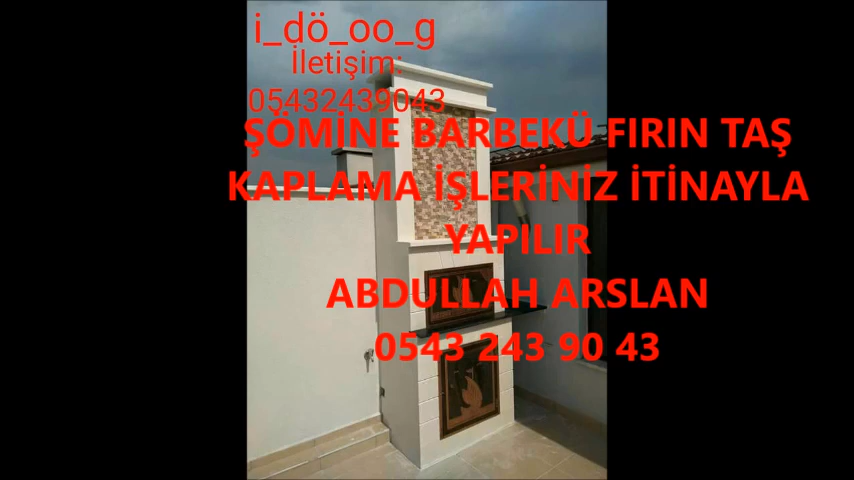 i_dö_oo_g
İletişim:
05432439043
ŞÖMİNE BARBEKÜ FIRIN TAŞ
KAPLAMA İŞLERİNİZ İTİNAYLA
YAPILIR
ABDULLAH ARSLAN
0543 243 90 43